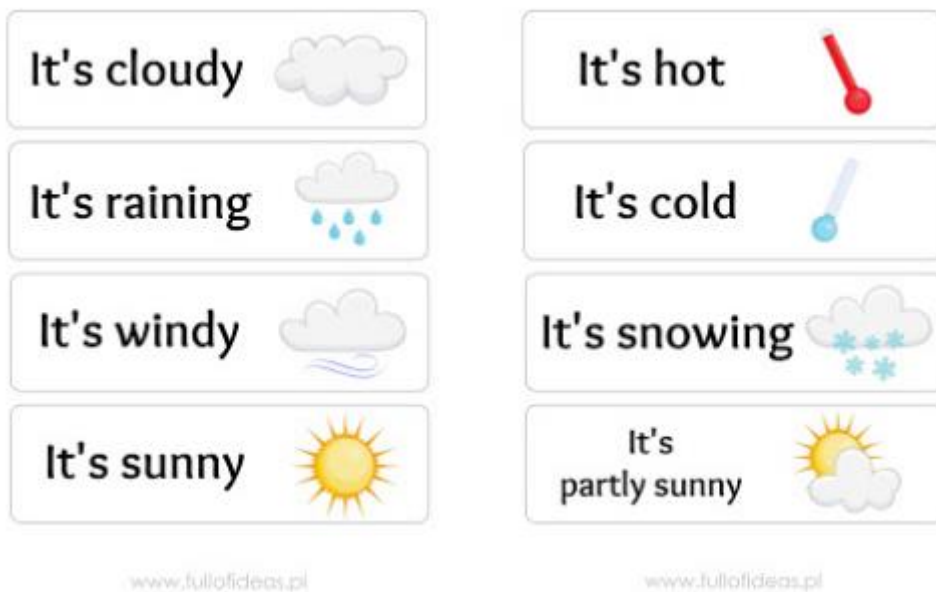 It's cloudy
It's raining
It's windy
It's sunny
www.fullofideas.pl
It's hot
It's cold
It's snowing
It's
partly sunny
www.fullofideas.pl